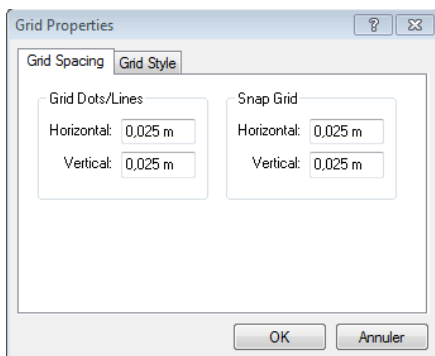 Grid Properties
Grid Spacing Grid Style
Grid Dots/Lines
Horizontal: 0,025 m
Vertical: 0,025 m
Snap Grid
Horizontal: 0,025 m
Vertical: 0,025 m
OK Annuler